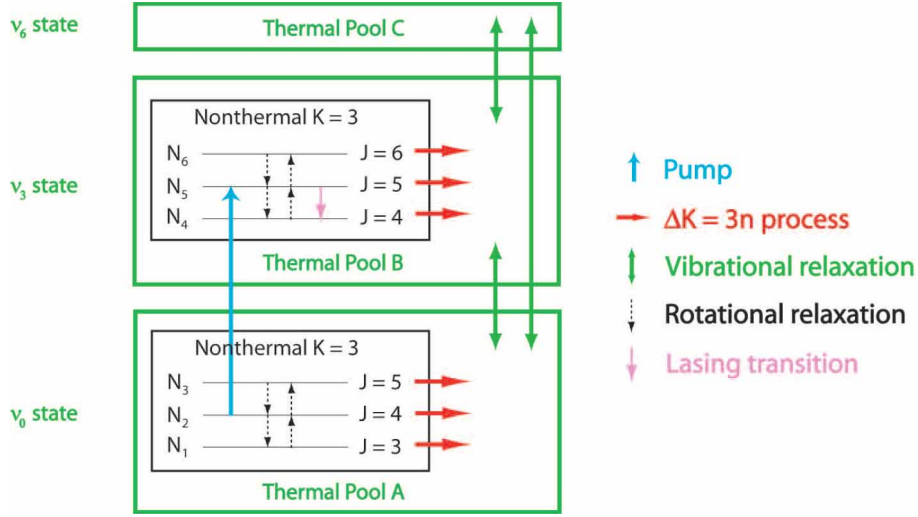 ν₆ state
Thermal Pool C
Nonthermal K = 3
N₆ J = 6
ν₃ state
N₅ J = 5
N₄ J = 4
Thermal Pool B
Nonthermal K = 3
N₃ J = 5
ν₀ state
N₂ J = 4
N₁ J = 3
Thermal Pool A
Pump
ΔK = 3n process
Vibrational relaxation
Rotational relaxation
Lasing transition